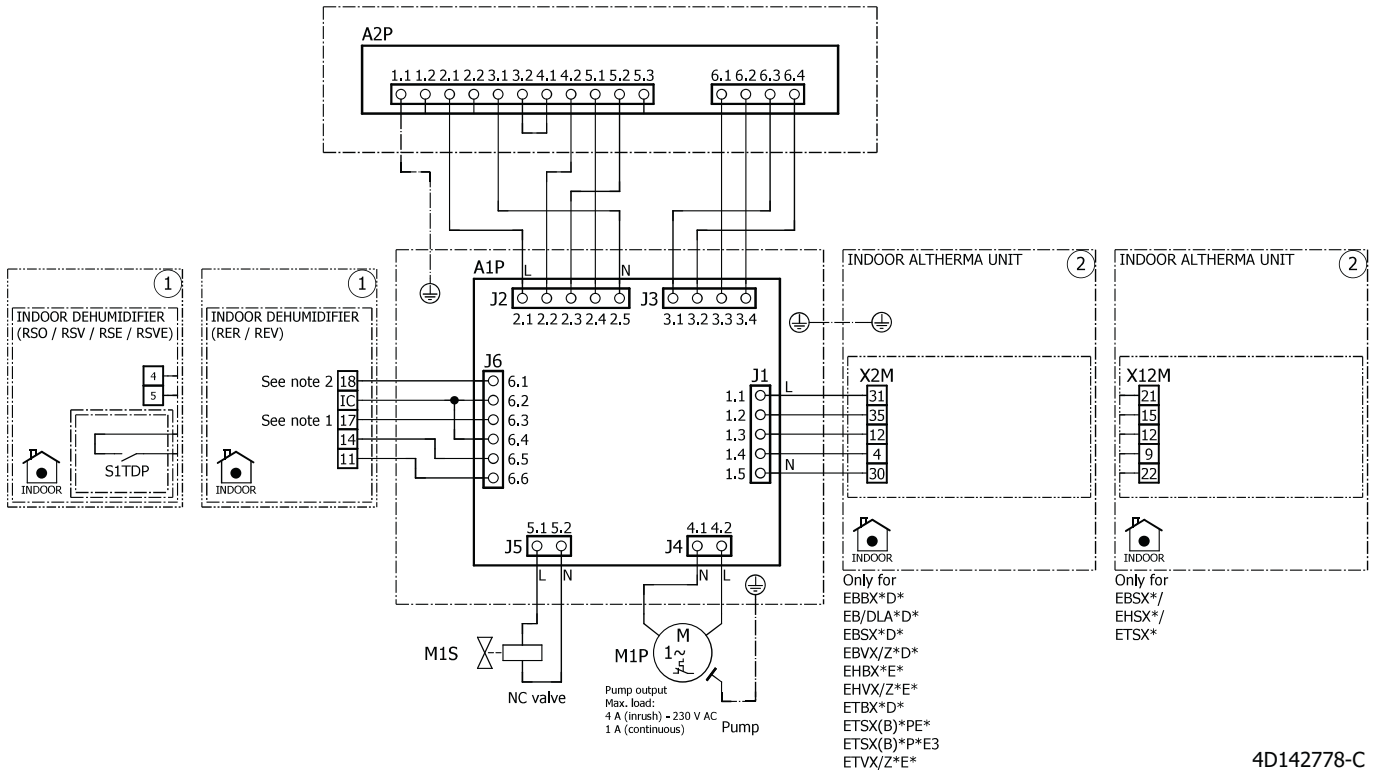 A2P
1.1 1.2 2.1 2.2 3.1 3.2 4.1 4.2 5.1 5.2 5.3
6.1 6.2 6.3 6.4
1
INDOOR DEHUMIDIFIER
(RSO / RSV / RSE / RSVE)
4
5
S1TDP
INDOOR
1
INDOOR DEHUMIDIFIER
(RER / REV)
See note 2 18
IC
See note 1 17
14
11
INDOOR
A1P
L
N
J2
2.1 2.2 2.3 2.4 2.5
J3
3.1 3.2 3.3 3.4
J6
6.1
6.2
6.3
6.4
6.5
6.6
J1
1.1 L
1.2
1.3
1.4
1.5 N
5.1 5.2
J5
L N
4.1 4.2
J4
N L
M1S
NC valve
M1P
M
1~
Pump output
Max. load:
4 A (inrush) - 230 V AC
1 A (continuous)
Pump
INDOOR ALTHERMA UNIT
2
X2M
31
35
12
4
30
INDOOR
Only for
EBBX*D*
EB/DLA*D*
EBSX*D*
EBVX/Z*D*
EHBX*E*
EHVX/Z*E*
ETBX*D*
ETSX(B)*PE*
ETSX(B)*P*E3
ETVX/Z*E*
INDOOR ALTHERMA UNIT
2
X12M
21
15
12
9
22
INDOOR
Only for
EBSX*/
EHSX*/
ETSX*
4D142778-C